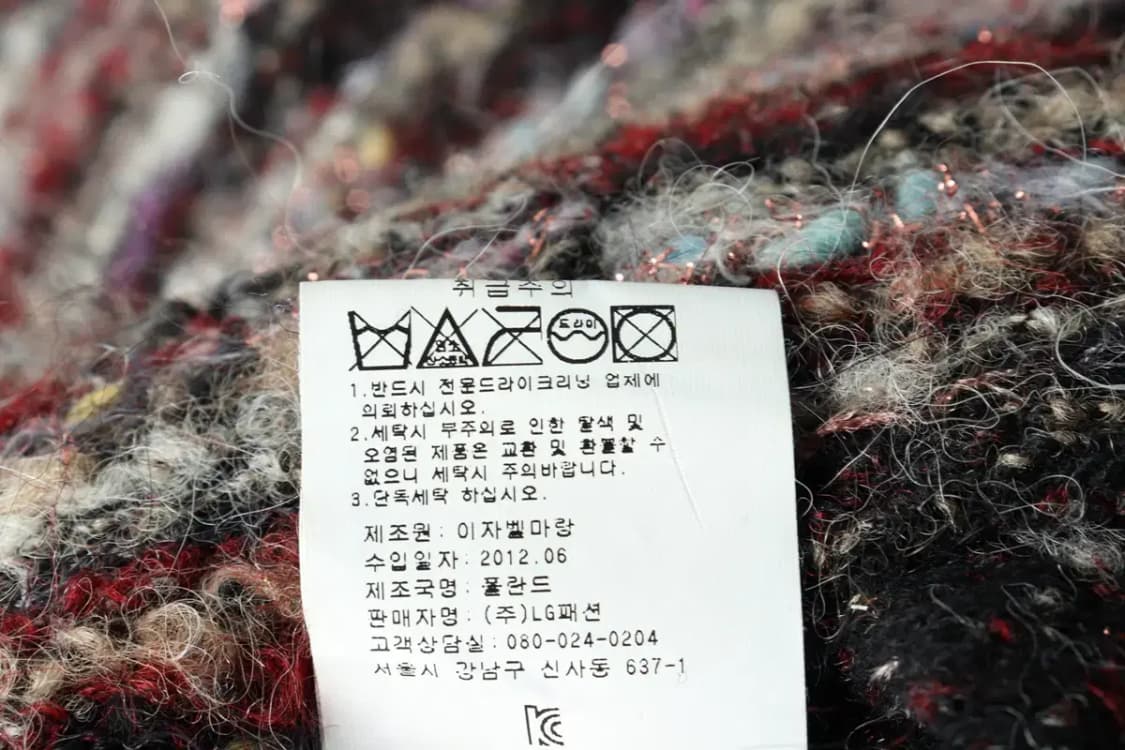 취급주의
드라이
1.반드시 전문드라이크리닝 업체에
의뢰하십시오.
2.세탁시 부주의로 인한 탈색 및
오염된 제품은 교환 및 환불할 수
없으니 세탁시 주의바랍니다.
3.단독세탁 하십시오.
제조원: 이자벨마랑
수입일자: 2012.06
제조국명: 폴란드
판매자명: (주)LG패션
고객상담실: 080-024-0204
서울시 강남구 신사동 637-1